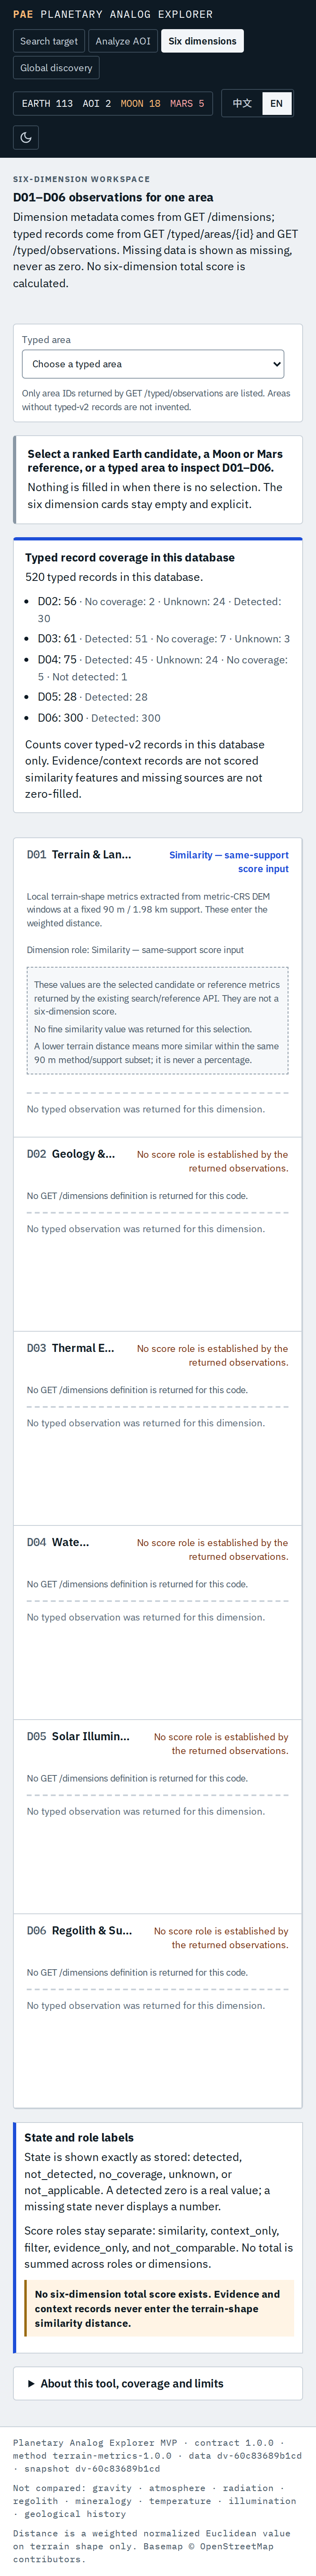 PAE PLANETARY ANALOG EXPLORER
Search target
Analyze AOI
Six dimensions
Global discovery
EARTH 113 AOI 2 MOON 18 MARS 5
中文
EN
SIX-DIMENSION WORKSPACE
D01–D06 observations for one area
Dimension metadata comes from GET /dimensions;
typed records come from GET /typed/areas/{id} and GET
/typed/observations. Missing data is shown as missing,
never as zero. No six-dimension total score is
calculated.
Typed area
Choose a typed area
Only area IDs returned by GET /typed/observations are listed. Areas
without typed-v2 records are not invented.
Select a ranked Earth candidate, a Moon or Mars
reference, or a typed area to inspect D01–D06.
Nothing is filled in when there is no selection. The
six dimension cards stay empty and explicit.
Typed record coverage in this database
520 typed records in this database.
• D02: 56 · No coverage: 2 · Unknown: 24 · Detected:
30
• D03: 61 · Detected: 51 · No coverage: 7 · Unknown: 3
• D04: 75 · Detected: 45 · Unknown: 24 · No coverage:
5 · Not detected: 1
• D05: 28 · Detected: 28
• D06: 300 · Detected: 300
Counts cover typed-v2 records in this database
only. Evidence/context records are not scored
similarity features and missing sources are not
zero-filled.
D01 Terrain & Lan...
Similarity — same-support
score input
Local terrain-shape metrics extracted from metric-CRS DEM
windows at a fixed 90 m / 1.98 km support. These enter the
weighted distance.
Dimension role: Similarity — same-support score input
These values are the selected candidate or reference metrics
returned by the existing search/reference API. They are not a
six-dimension score.
No fine similarity value was returned for this selection.
A lower terrain distance means more similar within the same
90 m method/support subset; it is never a percentage.
No typed observation was returned for this dimension.
D02 Geology &...
No score role is established by the
returned observations.
No GET /dimensions definition is returned for this code.
No typed observation was returned for this dimension.
D03 Thermal E...
No score role is established by the
returned observations.
No GET /dimensions definition is returned for this code.
No typed observation was returned for this dimension.
D04 Wate...
No score role is established by the
returned observations.
No GET /dimensions definition is returned for this code.
No typed observation was returned for this dimension.
D05 Solar Illumin...
No score role is established by
the returned observations.
No GET /dimensions definition is returned for this code.
No typed observation was returned for this dimension.
D06 Regolith & Su...
No score role is established by
the returned observations.
No GET /dimensions definition is returned for this code.
No typed observation was returned for this dimension.
State and role labels
State is shown exactly as stored: detected,
not_detected, no_coverage, unknown, or
not_applicable. A detected zero is a real value; a
missing state never displays a number.
Score roles stay separate: similarity, context_only,
filter, evidence_only, and not_comparable. No total is
summed across roles or dimensions.
No six-dimension total score exists. Evidence and
context records never enter the terrain-shape
similarity distance.
About this tool, coverage and limits
Planetary Analog Explorer MVP · contract 1.0.0 ·
method terrain-metrics-1.0.0 · data dv-60c83689b1cd
· snapshot dv-60c83689b1cd
Not compared: gravity · atmosphere · radiation ·
regolith · mineralogy · temperature · illumination
· geological history
Distance is a weighted normalized Euclidean value
on terrain shape only. Basemap © OpenStreetMap
contributors.